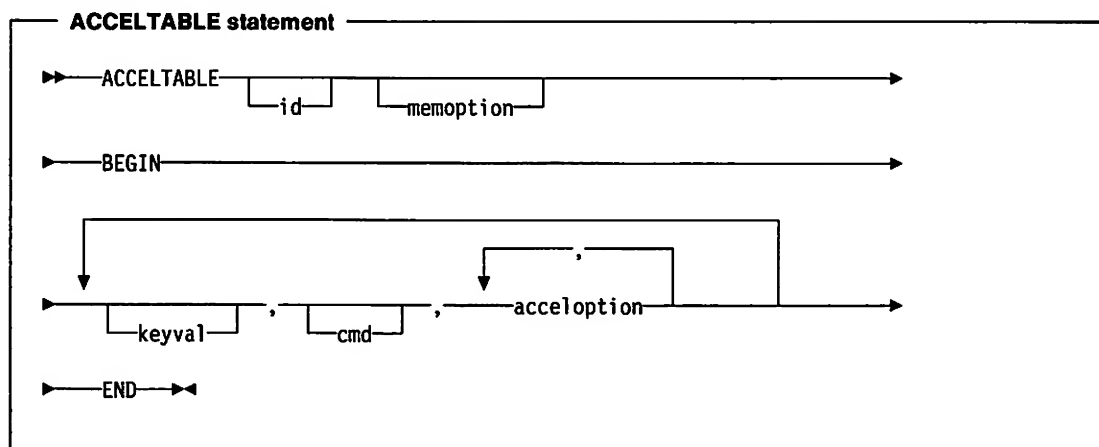 ACCELTABLE statement
ACCELTABLE
id memoption
BEGIN
,
, , acceloption
keyval cmd
END